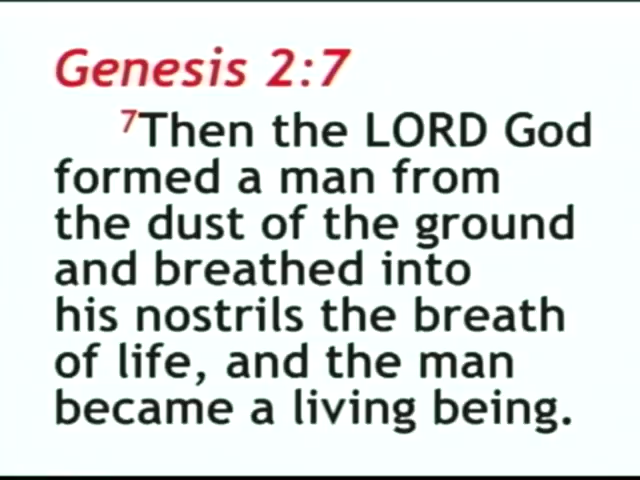 Genesis 2:7
7Then the LORD God
formed a man from
the dust of the ground
and breathed into
his nostrils the breath
of life, and the man
became a living being.